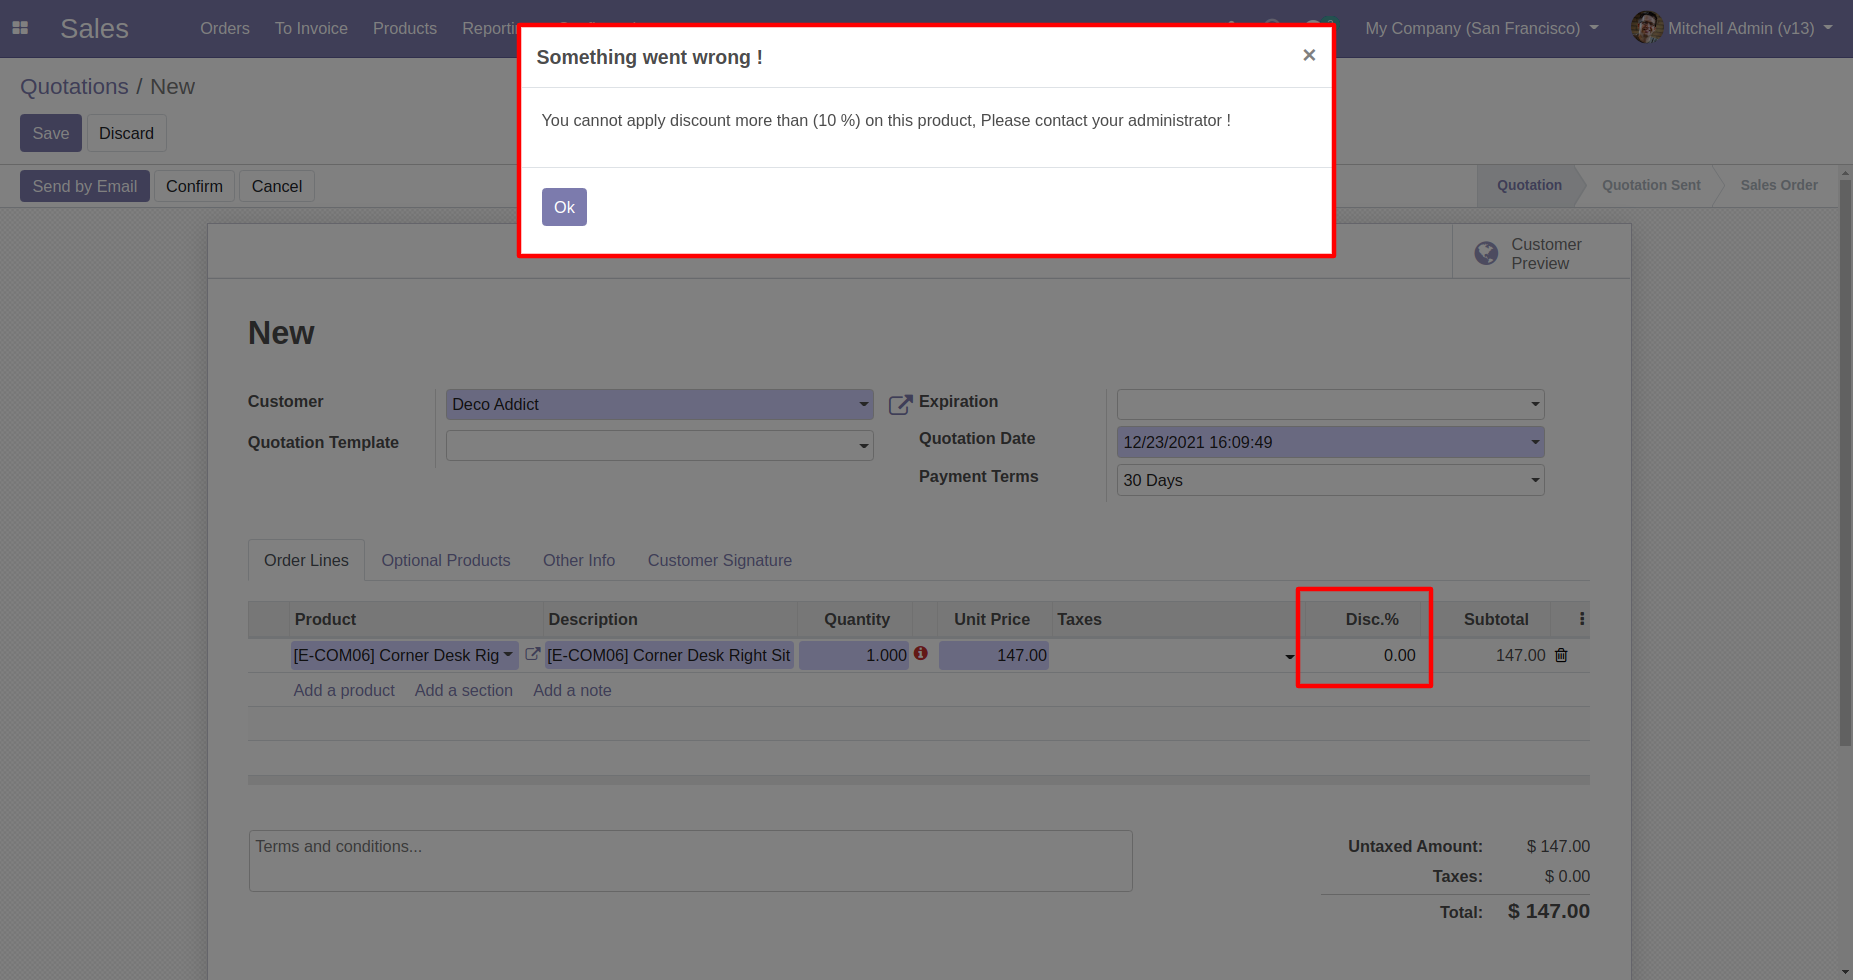 Sales Orders To Invoice Products My Company (San Francisco) Mitchell Admin (v13)
Something went wrong !
×
You cannot apply discount more than (10 %) on this product, Please contact your administrator !
Ok
Quotations / New
Save Discard
Send by Email Confirm Cancel
Quotation Quotation Sent Sales Order
Customer
Preview
New
Customer Deco Addict
Quotation Template
Expiration
Quotation Date 12/23/2021 16:09:49
Payment Terms 30 Days
Order Lines Optional Products Other Info Customer Signature
Product Description Quantity Unit Price Taxes Disc.% Subtotal
[E-COM06] Corner Desk Rig [E-COM06] Corner Desk Right Sit 1.000 147.00 0.00 147.00
Add a product Add a section Add a note
Terms and conditions...
Untaxed Amount: $ 147.00
Taxes: $ 0.00
Total: $ 147.00